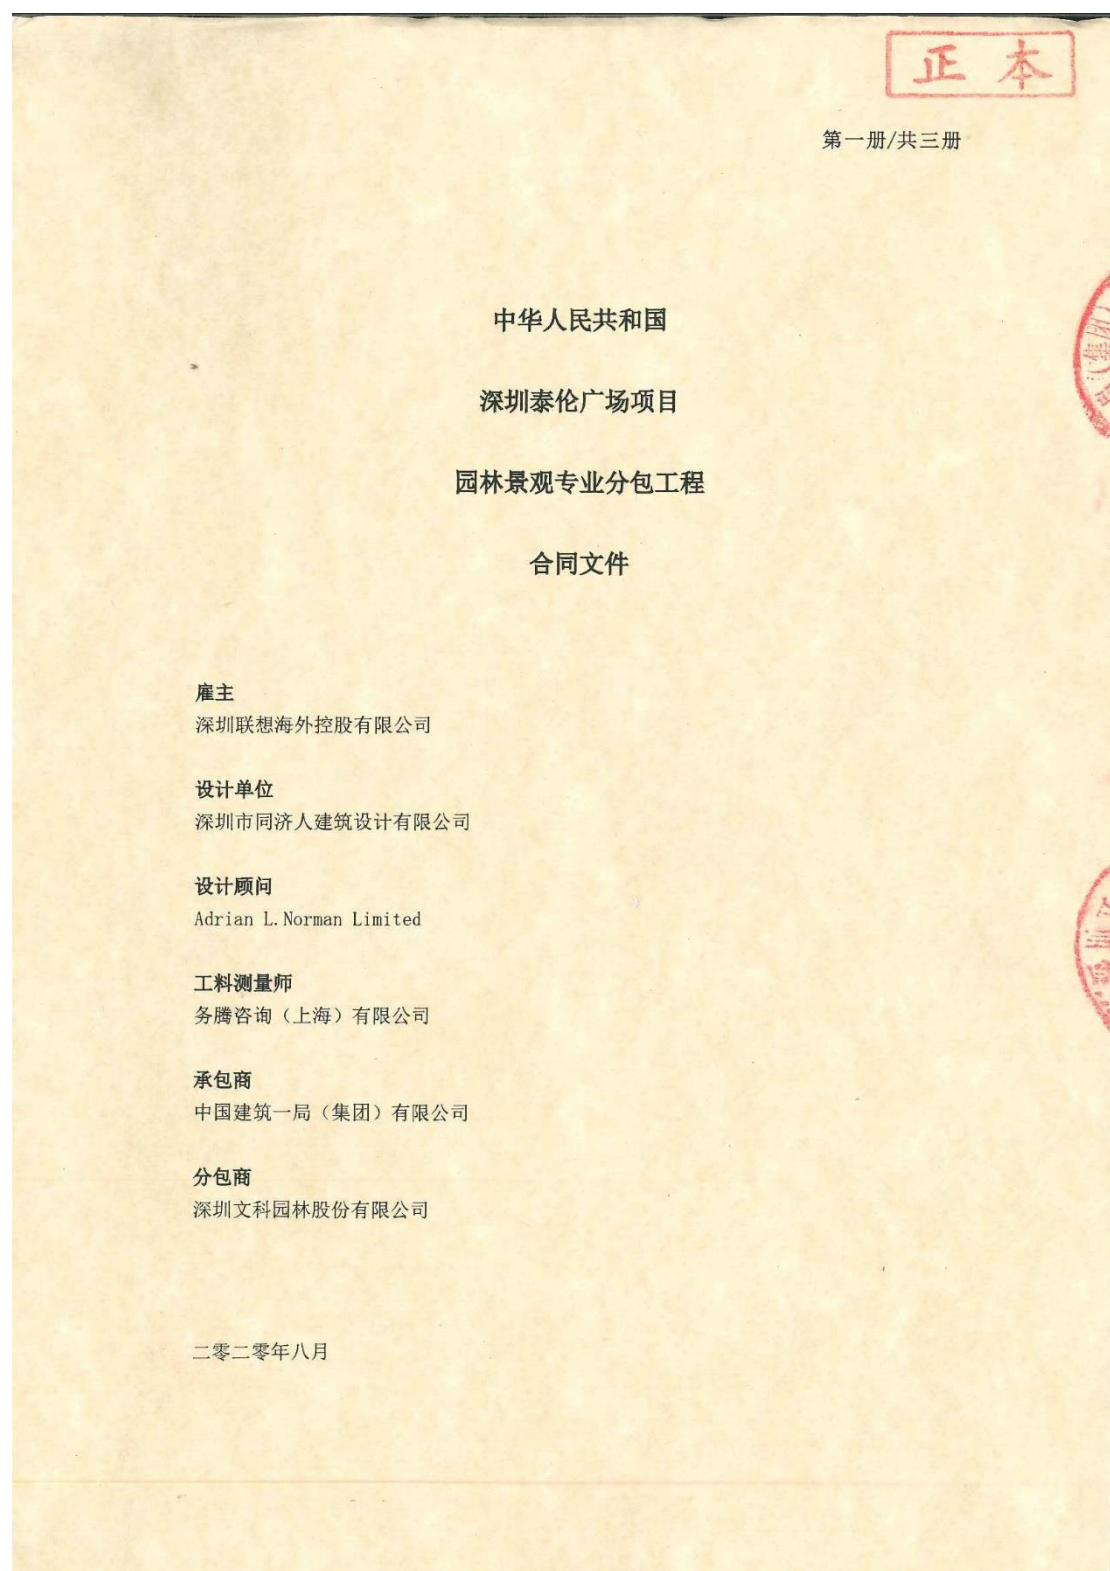 正本
第一册/共三册
中华人民共和国
深圳泰伦广场项目
园林景观专业分包工程
合同文件
雇主
深圳联想海外控股有限公司
设计单位
深圳市同济人建筑设计有限公司
设计顾问
Adrian L.Norman Limited
工料测量师
务腾咨询（上海）有限公司
承包商
中国建筑一局（集团）有限公司
分包商
深圳文科园林股份有限公司
二零二零年八月